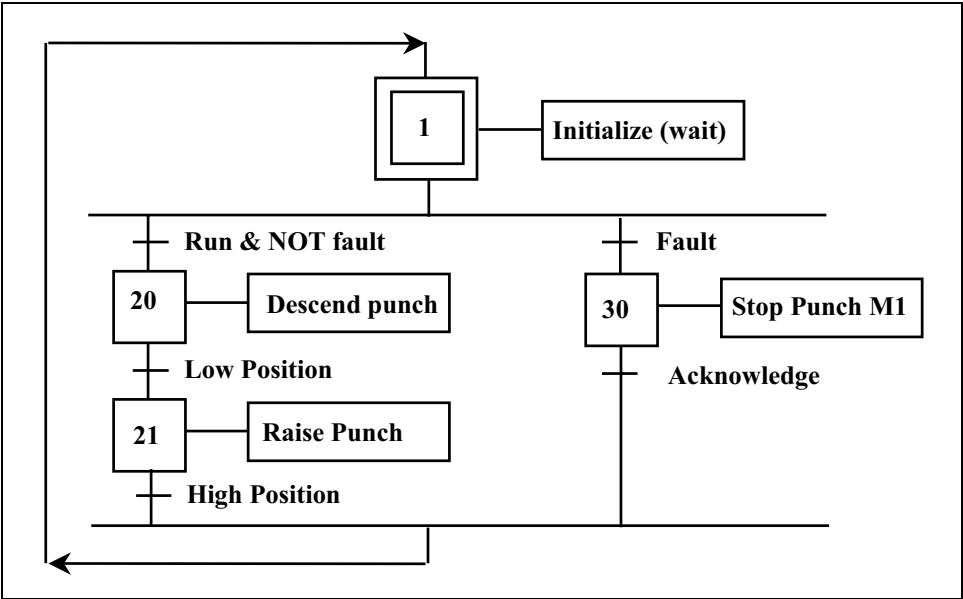 1
Initialize (wait)
Run & NOT fault
Fault
20
Descend punch
30
Stop Punch M1
Low Position
Acknowledge
21
Raise Punch
High Position